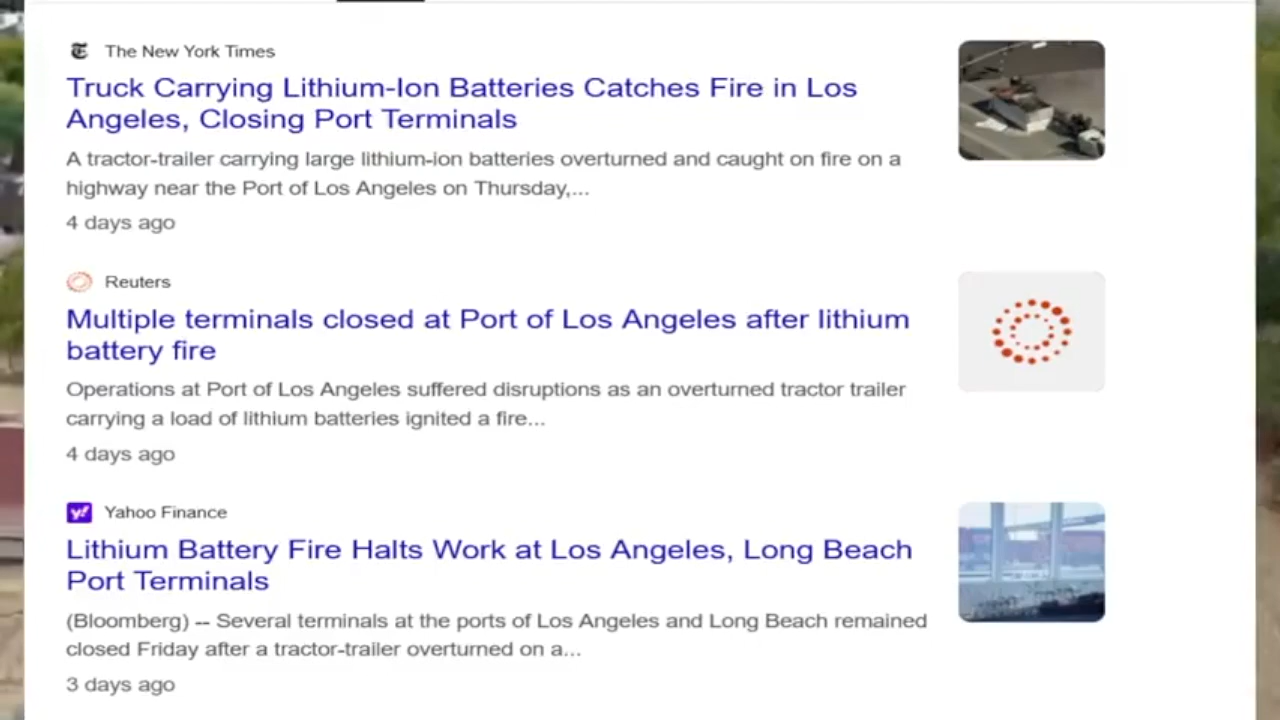 The New York Times
Truck Carrying Lithium-Ion Batteries Catches Fire in Los
Angeles, Closing Port Terminals
A tractor-trailer carrying large lithium-ion batteries overturned and caught on fire on a
highway near the Port of Los Angeles on Thursday,...
4 days ago
Reuters
Multiple terminals closed at Port of Los Angeles after lithium
battery fire
Operations at Port of Los Angeles suffered disruptions as an overturned tractor trailer
carrying a load of lithium batteries ignited a fire...
4 days ago
y!
Yahoo Finance
Lithium Battery Fire Halts Work at Los Angeles, Long Beach
Port Terminals
(Bloomberg) -- Several terminals at the ports of Los Angeles and Long Beach remained
closed Friday after a tractor-trailer overturned on a...
3 days ago